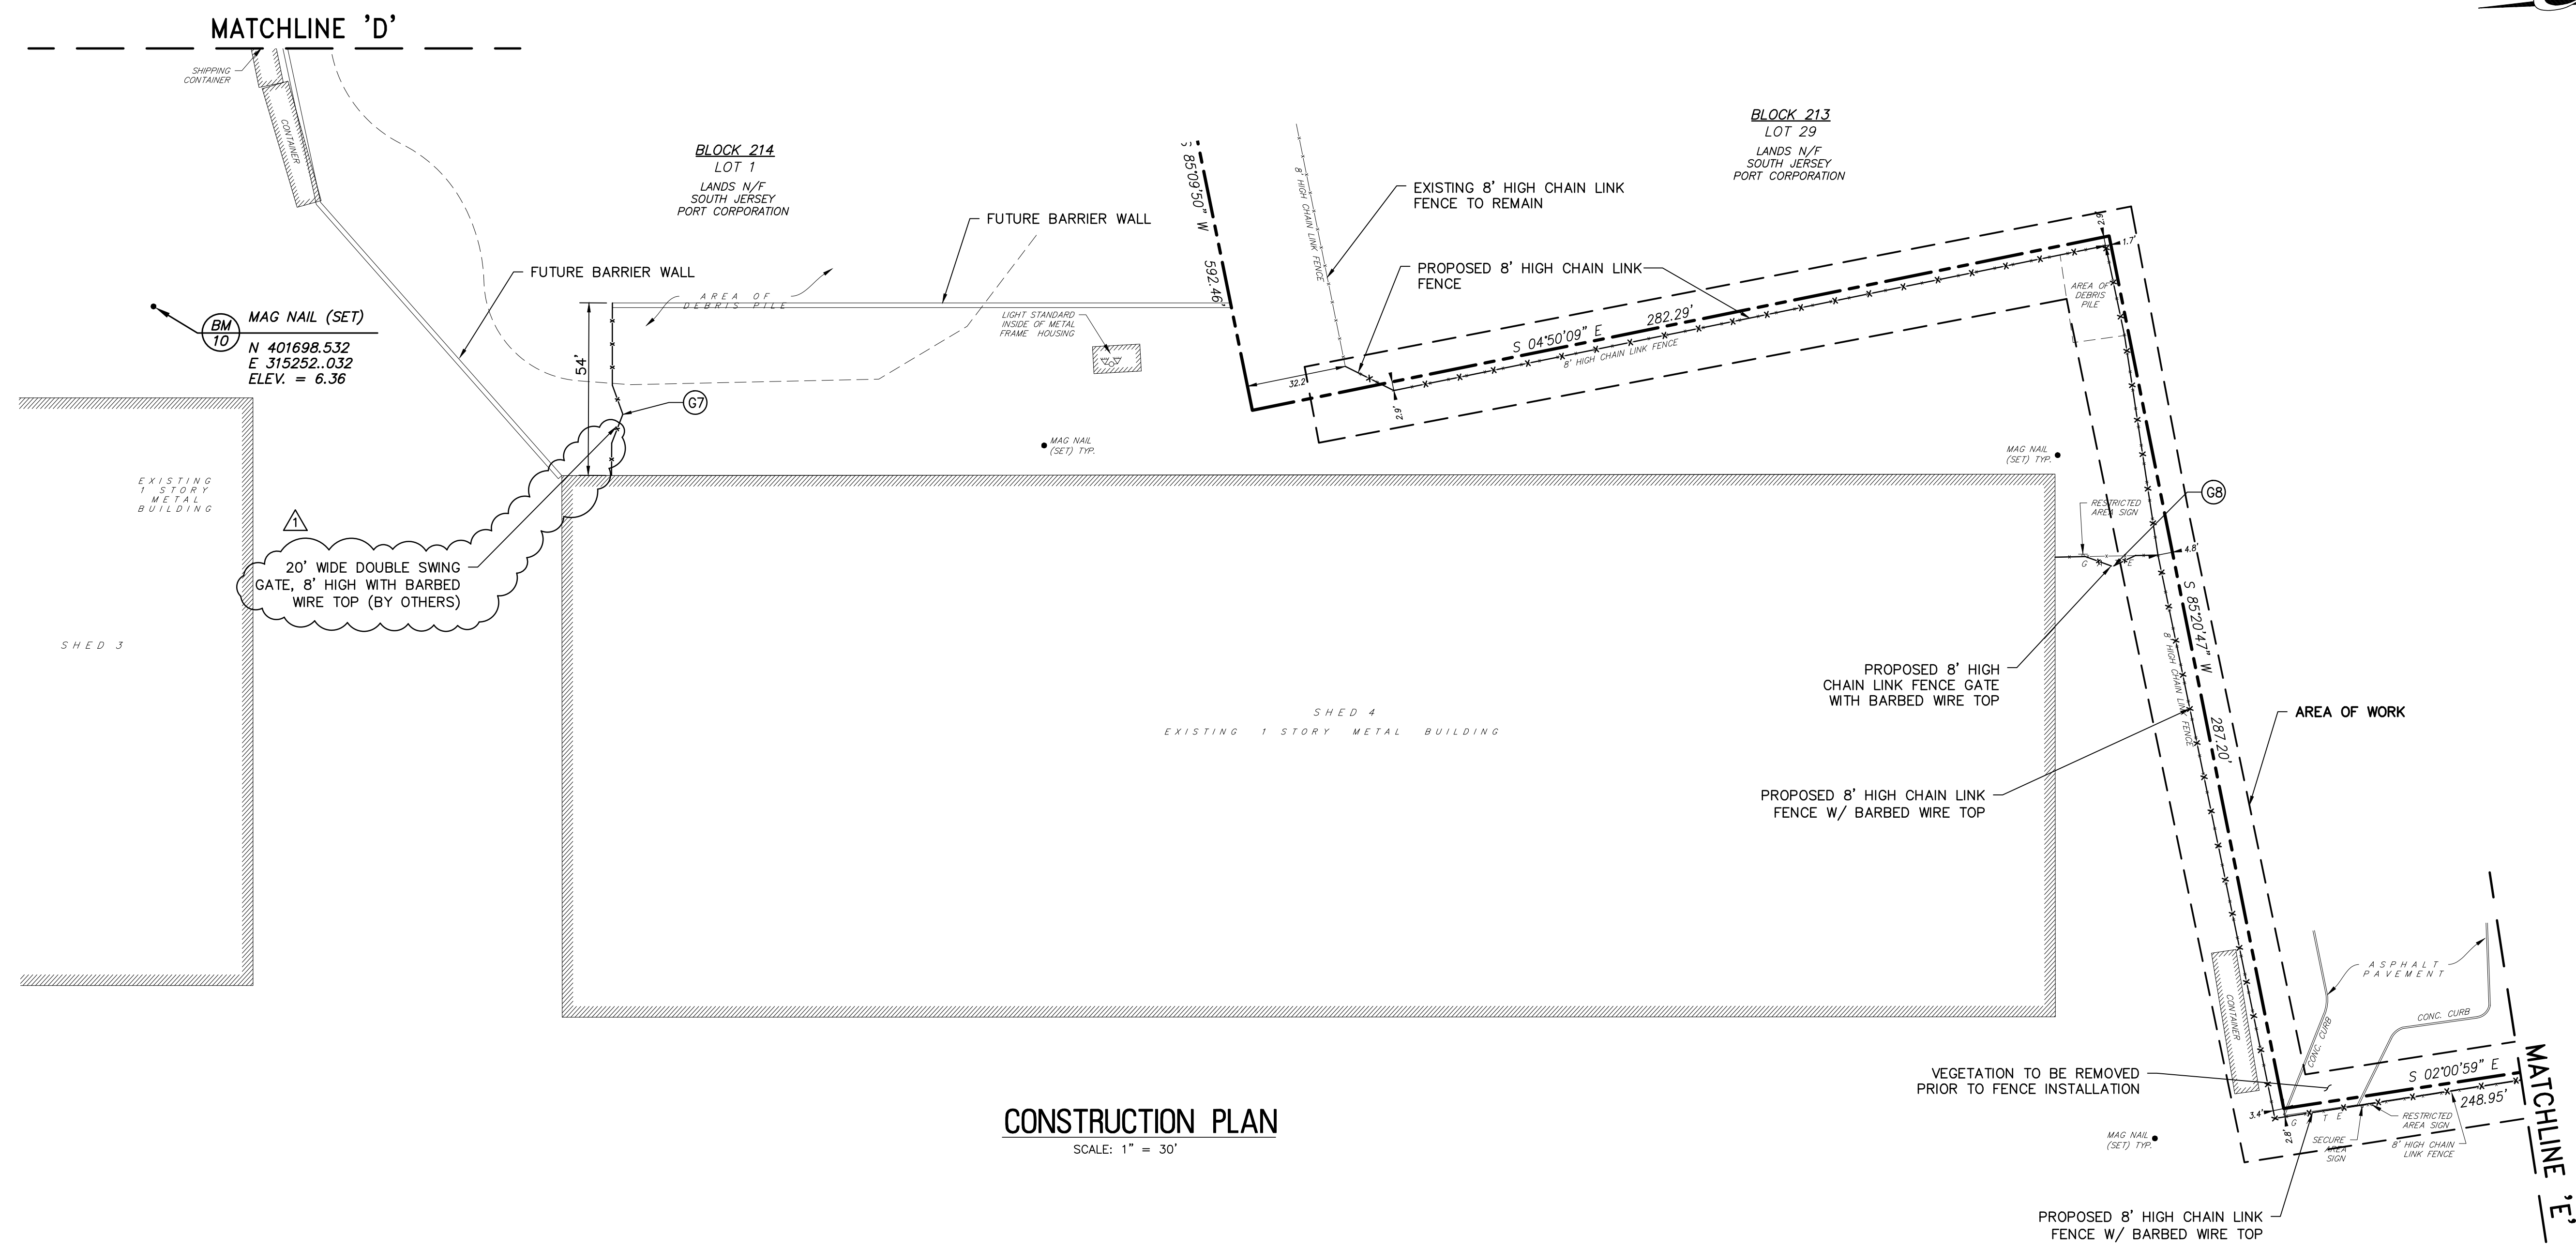 MATCHLINE 'D'
SHIPPING
CONTAINER
CONTAINER
BLOCK 214
LOT 1
LANDS N/F
SOUTH JERSEY
PORT CORPORATION
FUTURE BARRIER WALL
FUTURE BARRIER WALL
AREA OF
DEBRIS PILE
BM
10
MAG NAIL (SET)
N 401698.532
E 315252..032
ELEV. = 6.36
54'
G7
LIGHT STANDARD
INSIDE OF METAL
FRAME HOUSING
S 85°09'50" W
592.46'
8' HIGH CHAIN LINK FENCE
EXISTING 8' HIGH CHAIN LINK
FENCE TO REMAIN
PROPOSED 8' HIGH CHAIN LINK
FENCE
BLOCK 213
LOT 29
LANDS N/F
SOUTH JERSEY
PORT CORPORATION
32.2'
2.9'
S 04°50'09" E
282.29'
8' HIGH CHAIN LINK FENCE
2.9'
1.7'
AREA OF
DEBRIS
PILE
MAG NAIL
(SET) TYP.
MAG NAIL
(SET) TYP.
EXISTING
1 STORY
METAL
BUILDING
1
20' WIDE DOUBLE SWING
GATE, 8' HIGH WITH BARBED
WIRE TOP (BY OTHERS)
SHED 3
SHED 4
EXISTING 1 STORY METAL BUILDING
G8
RESTRICTED
AREA SIGN
4.8'
G
E
S 85°20'47" W
287.20'
8' HIGH CHAIN LINK FENCE
PROPOSED 8' HIGH
CHAIN LINK FENCE GATE
WITH BARBED WIRE TOP
AREA OF WORK
PROPOSED 8' HIGH CHAIN LINK
FENCE W/ BARBED WIRE TOP
CONTAINER
ASPHALT
PAVEMENT
CONC. CURB
CONC. CURB
VEGETATION TO BE REMOVED
PRIOR TO FENCE INSTALLATION
S 02°00'59" E
248.95'
3.4'
2.8'
G
T E
RESTRICTED
AREA SIGN
SECURE
AREA
SIGN
8' HIGH CHAIN
LINK FENCE
MAG NAIL
(SET) TYP.
PROPOSED 8' HIGH CHAIN LINK
FENCE W/ BARBED WIRE TOP
MATCHLINE 'E'
CONSTRUCTION PLAN
SCALE: 1" = 30'